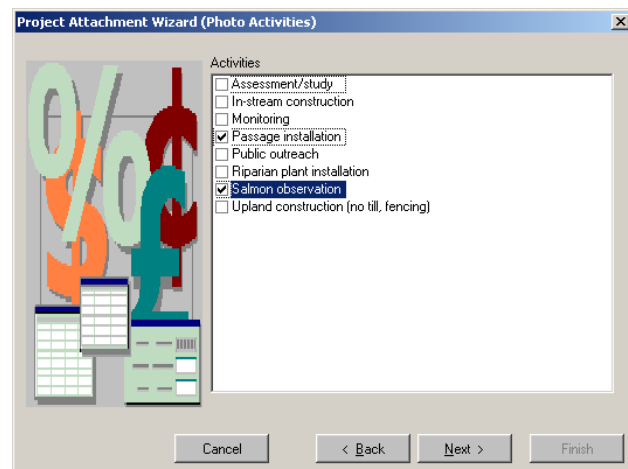 Project Attachment Wizard (Photo Activities)
Activities
Assessment/study
In-stream construction
Monitoring
Passage installation
Public outreach
Riparian plant installation
Salmon observation
Upland construction (no till, fencing)
Cancel
< Back
Next >
Finish